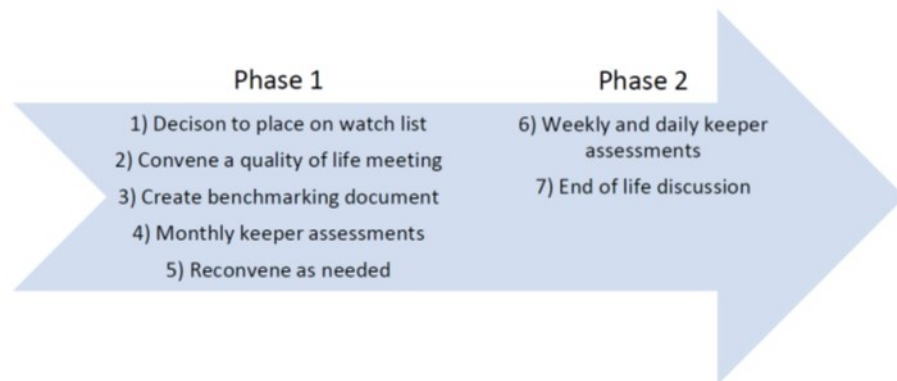 Phase 1
1) Decison to place on watch list
2) Convene a quality of life meeting
3) Create benchmarking document
4) Monthly keeper assessments
5) Reconvene as needed
Phase 2
6) Weekly and daily keeper
assessments
7) End of life discussion